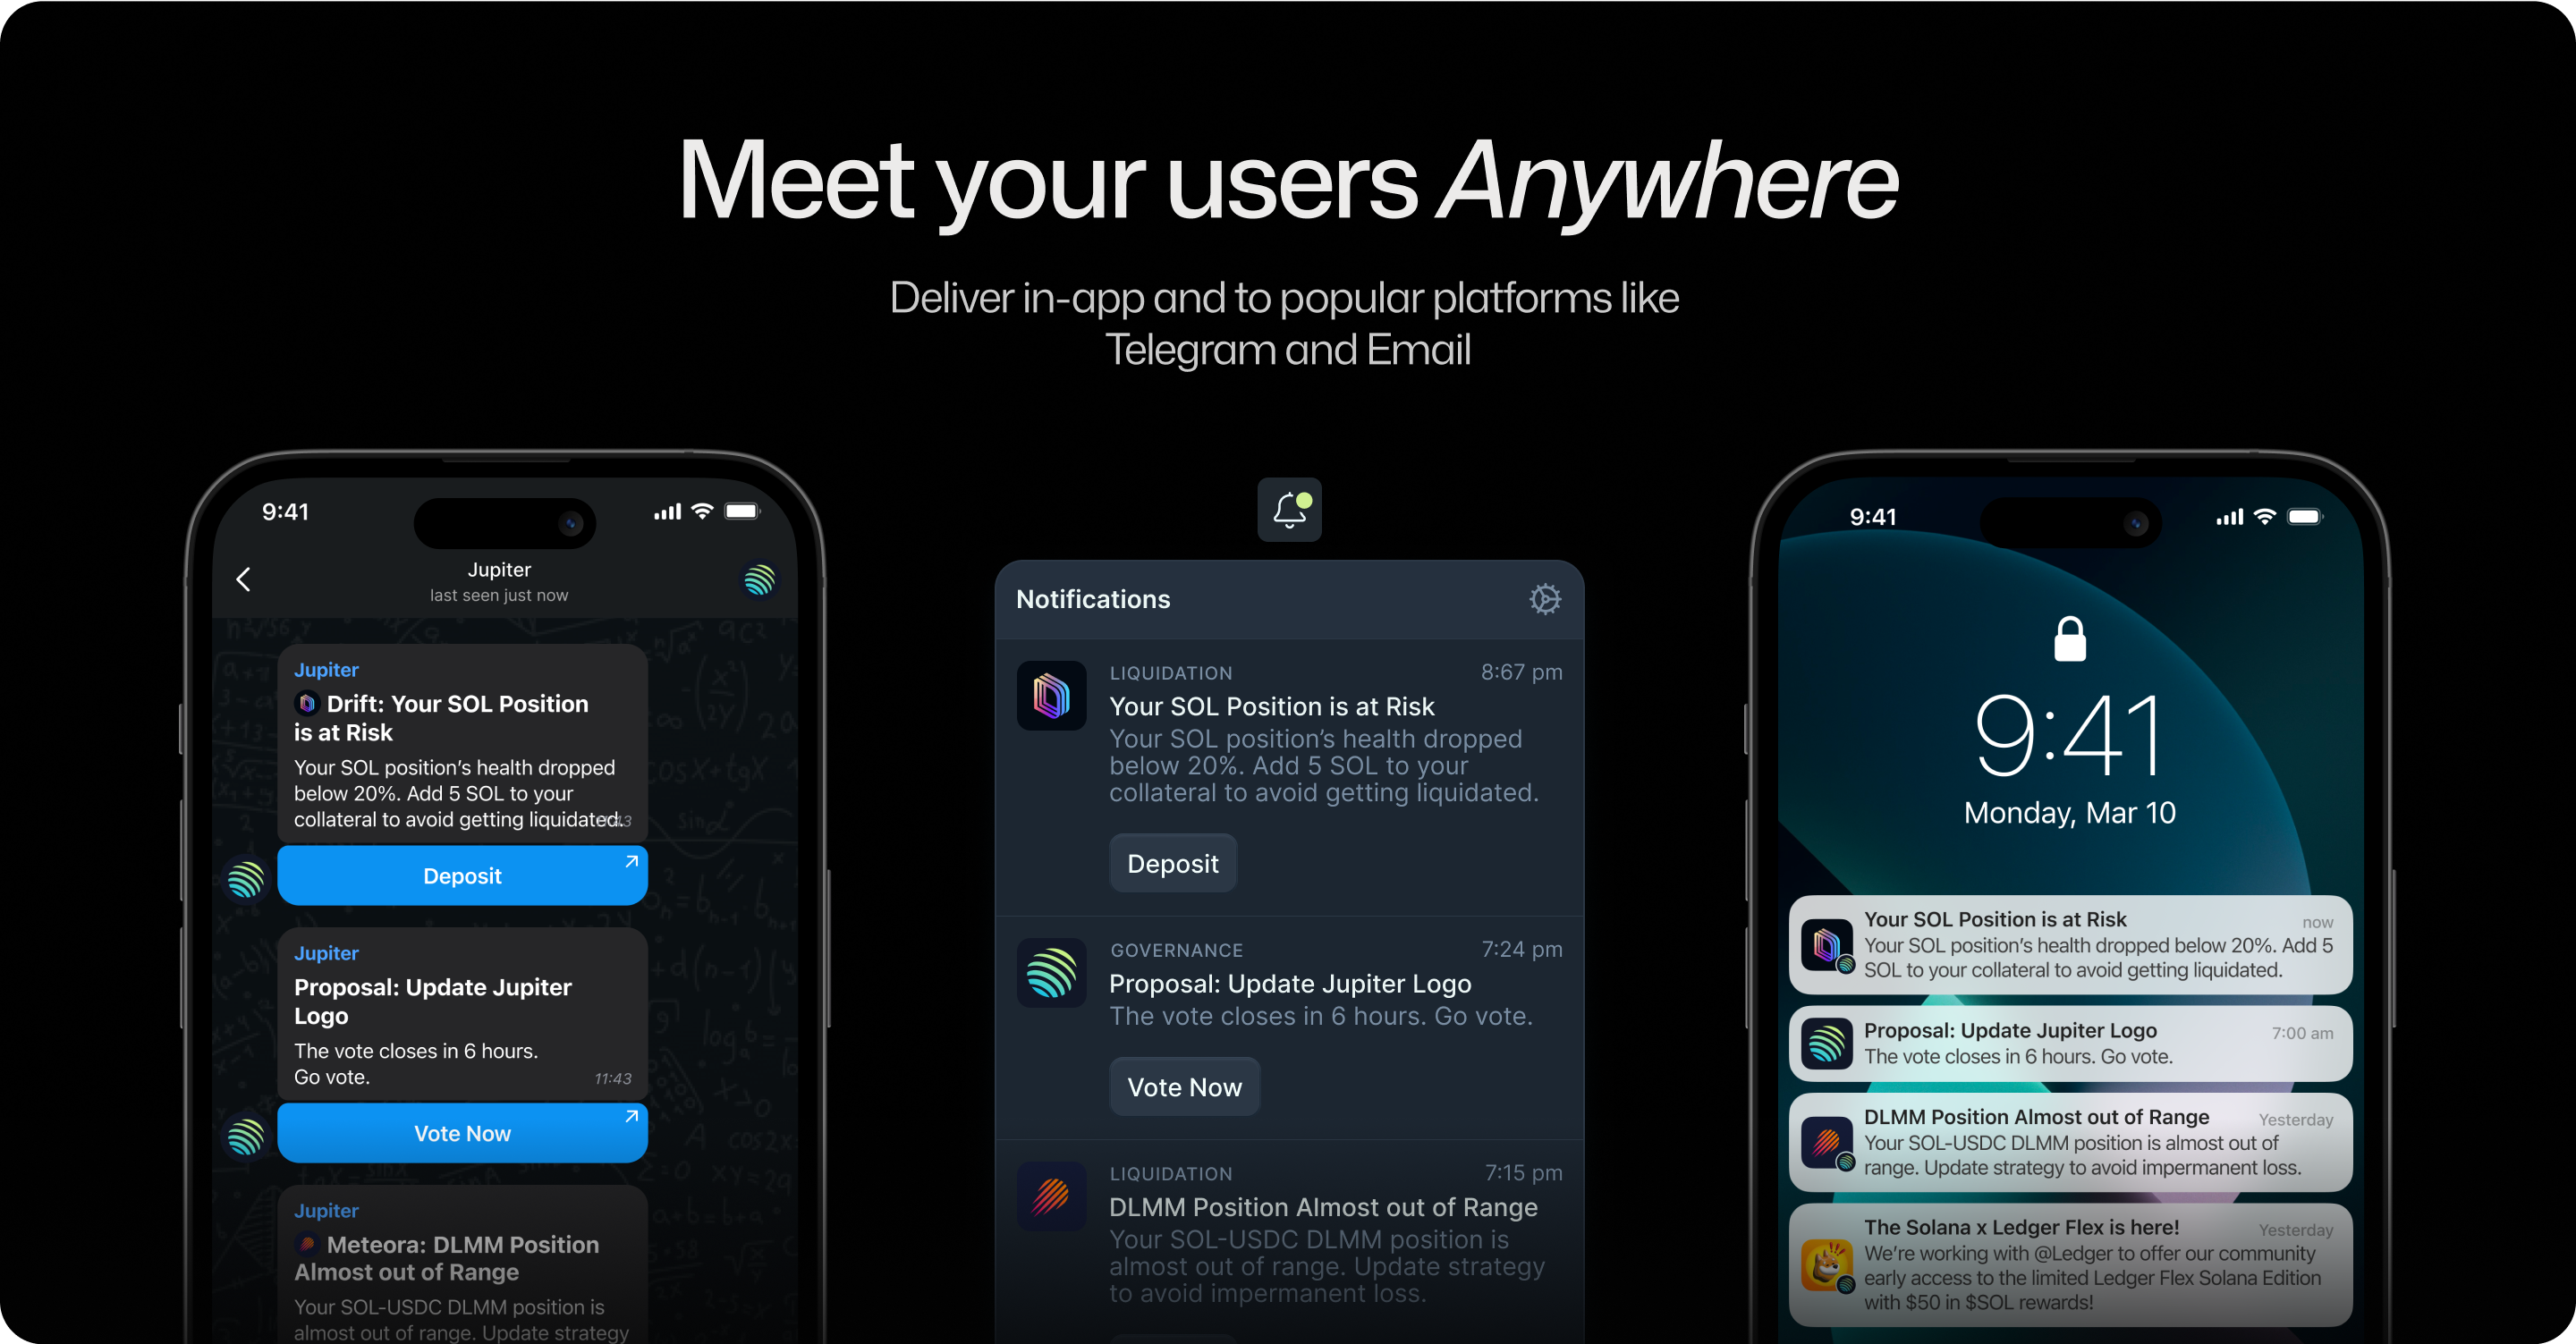 Meet your users Anywhere
Deliver in-app and to popular platforms like
Telegram and Email
9:41
Jupiter
last seen just now
Jupiter
Drift: Your SOL Position
is at Risk
Your SOL position's health dropped
below 20%. Add 5 SOL to your
collateral to avoid getting liquidated.
11:43
Deposit
Jupiter
Proposal: Update Jupiter
Logo
The vote closes in 6 hours.
Go vote.
11:43
Vote Now
Jupiter
Meteora: DLMM Position
Almost out of Range
Your SOL-USDC DLMM position is
almost out of range. Update strategy
Notifications
LIQUIDATION
8:67 pm
Your SOL Position is at Risk
Your SOL position's health dropped
below 20%. Add 5 SOL to your
collateral to avoid getting liquidated.
Deposit
GOVERNANCE
7:24 pm
Proposal: Update Jupiter Logo
The vote closes in 6 hours. Go vote.
Vote Now
LIQUIDATION
7:15 pm
DLMM Position Almost out of Range
Your SOL-USDC DLMM position is
almost out of range. Update strategy
to avoid impermanent loss.
9:41
9:41
Monday, Mar 10
Your SOL Position is at Risk
now
Your SOL position's health dropped below 20%. Add 5
SOL to your collateral to avoid getting liquidated.
Proposal: Update Jupiter Logo
7:00 am
The vote closes in 6 hours. Go vote.
DLMM Position Almost out of Range
Yesterday
Your SOL-USDC DLMM position is almost out of
range. Update strategy to avoid impermanent loss.
The Solana x Ledger Flex is here!
Yesterday
We're working with @Ledger to offer our community
early access to the limited Ledger Flex Solana Edition
with $50 in $SOL rewards!